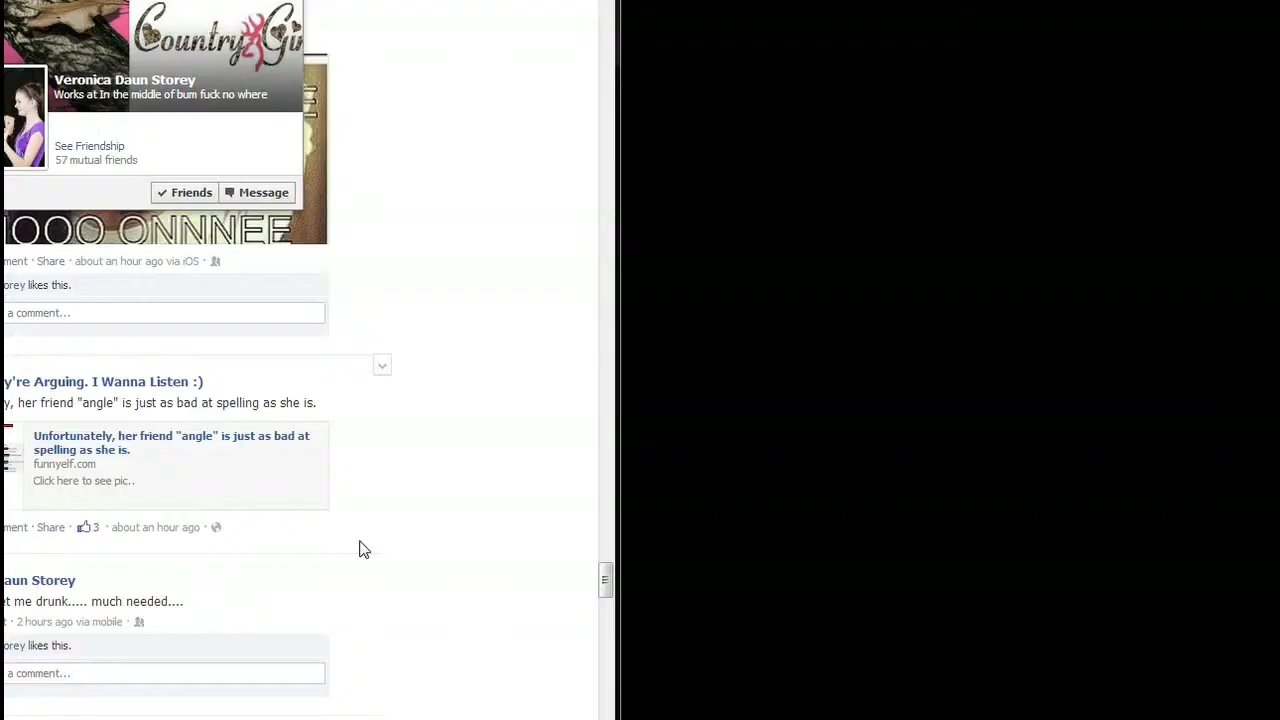 Country Gir
Veronica Daun Storey
Works at In the middle of bum fuck no where
See Friendship
57 mutual friends
Friends
Message
OOO ONNNEE
ment · Share · about an hour ago via iOS ·
orey likes this.
a comment...
y're Arguing. I Wanna Listen :)
y, her friend "angle" is just as bad at spelling as she is.
Unfortunately, her friend "angle" is just as bad at
spelling as she is.
funnyelf.com
Click here to see pic..
ment · Share · 3 · about an hour ago ·
aun Storey
et me drunk..... much needed....
t · 2 hours ago via mobile ·
orey likes this.
a comment...